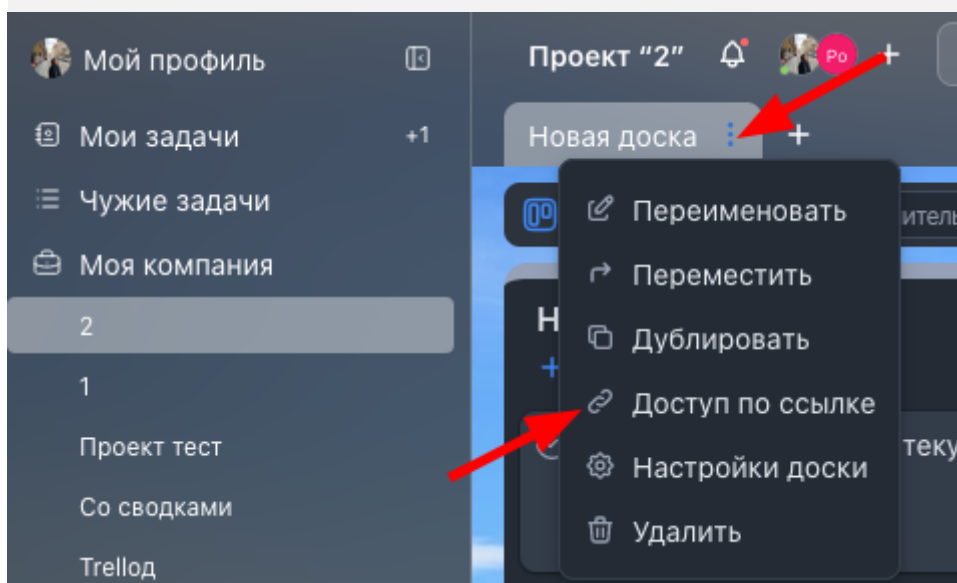 Мой профиль
Мои задачи +1
Чужие задачи
Моя компания
2
1
Проект тест
Со сводками
Trelloд
Проект “2” Po +
Новая доска +
Переименовать
Переместить
Дублировать
Доступ по ссылке
Настройки доски
Удалить
Н
+